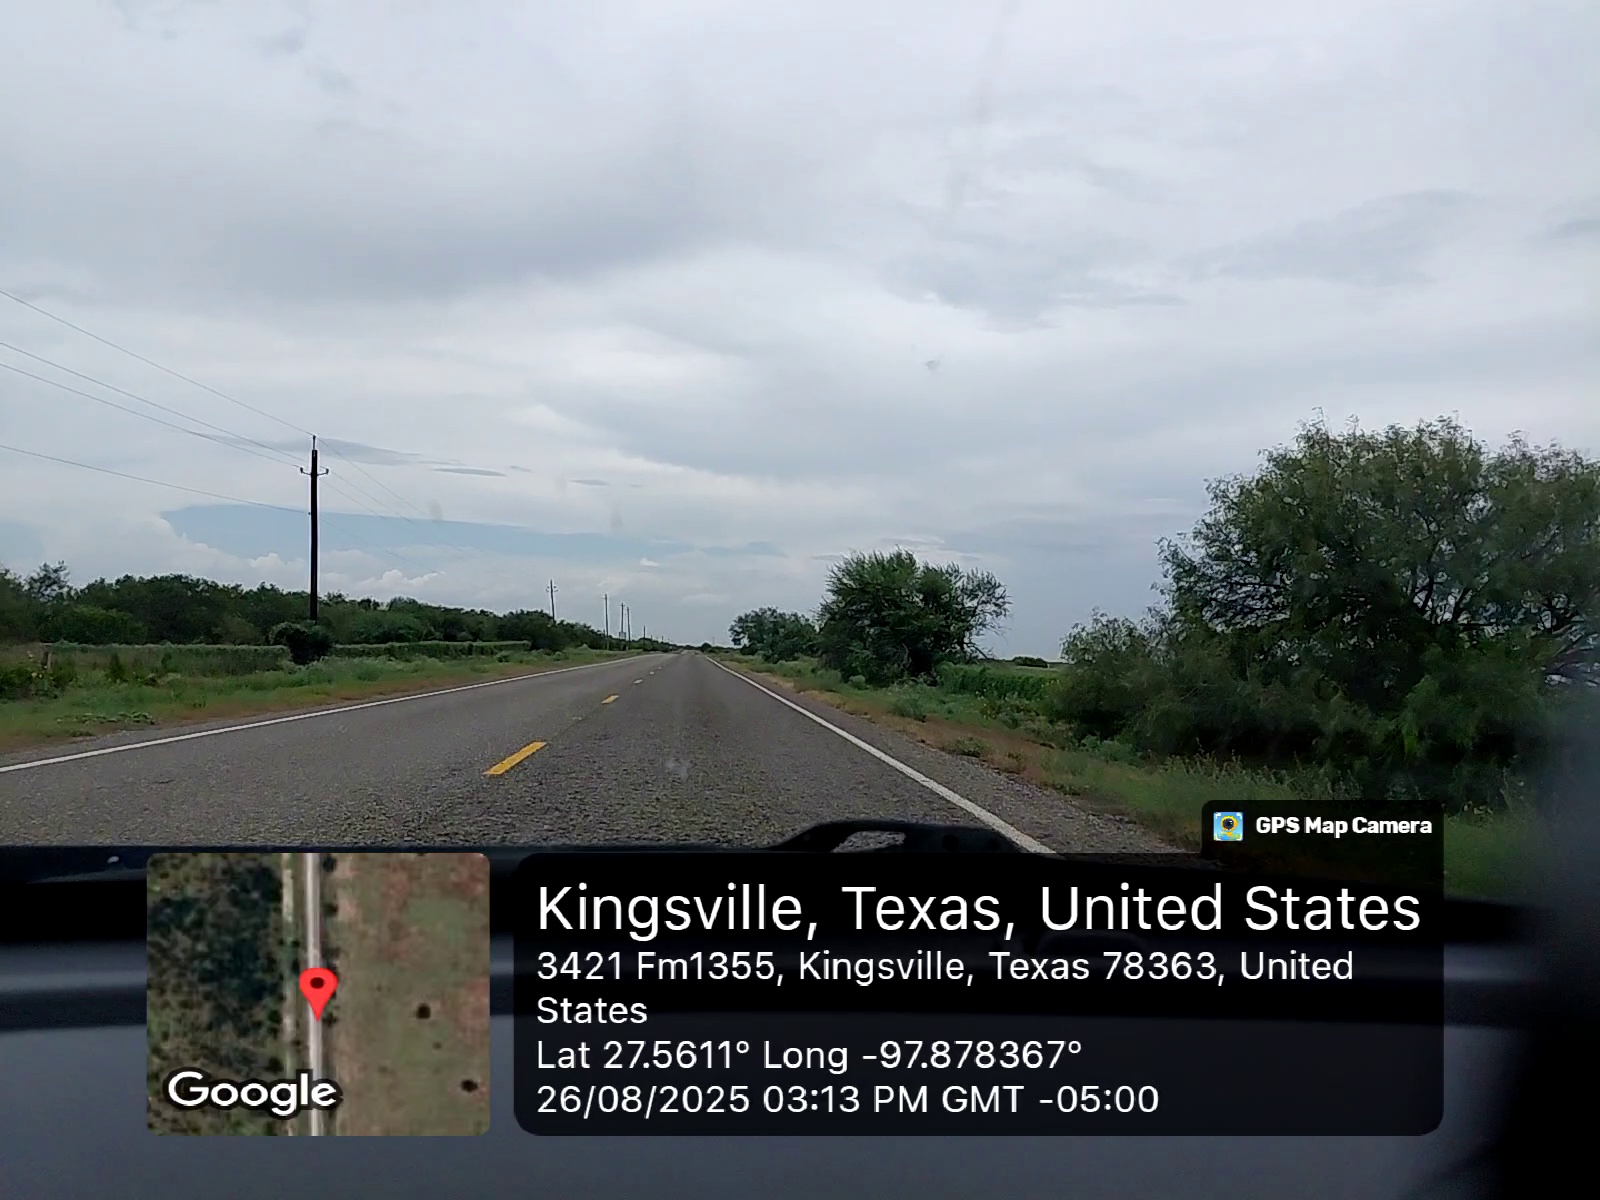 GPS Map Camera
Kingsville, Texas, United States
3421 Fm1355, Kingsville, Texas 78363, United
States
Lat 27.5611° Long -97.878367°
26/08/2025 03:13 PM GMT -05:00
Google